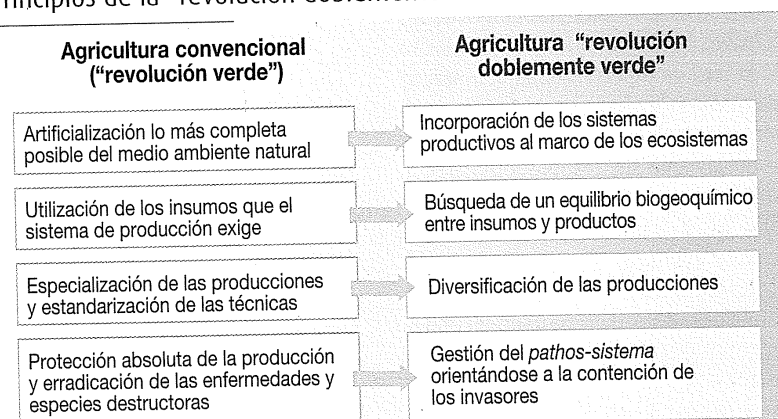 de la
Agricultura convencional
("revolución verde")
Agricultura "revolución
doblemente verde"
Artificialización lo más completa
posible del medio ambiente natural
Incorporación de los sistemas
productivos al marco de los ecosistemas
Utilización de los insumos que el
sistema de producción exige
Búsqueda de un equilibrio biogeoquímico
entre insumos y productos
Especialización de las producciones
y estandarización de las técnicas
Diversificación de las producciones
Protección absoluta de la producción
y erradicación de las enfermedades y
especies destructoras
Gestión del pathos-sistema
orientándose a la contención de
los invasores